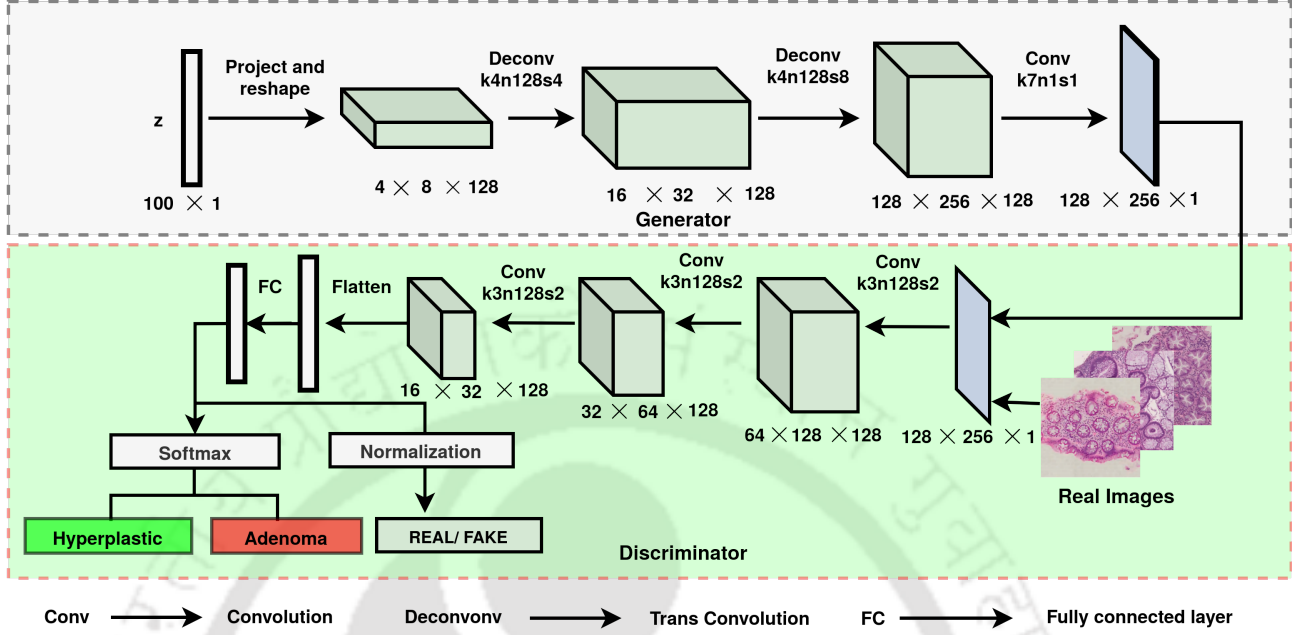 z
100 × 1
Project and
reshape
4 × 8 × 128
Deconv
k4n128s4
16 × 32 × 128
Deconv
k4n128s8
128 × 256 × 128
Conv
k7n1s1
128 × 256 × 1
Generator
FC
Flatten
16 × 32 × 128
Conv
k3n128s2
32 × 64 × 128
Conv
k3n128s2
64 × 128 × 128
Conv
k3n128s2
128 × 256 × 1
Real Images
Softmax
Normalization
Hyperplastic
Adenoma
REAL/ FAKE
Discriminator
Conv Convolution Deconvonv Trans Convolution FC Fully connected layer